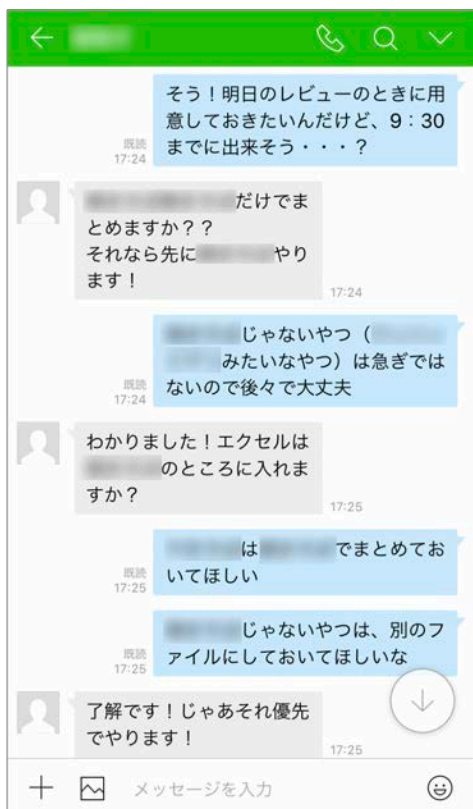 そう！明日のレビューのときに用
意しておきたいんだけど、9：30
までに出来そう・・・？
既読
17:24
だけでま
とめますか？？
それなら先に やり
ます！
17:24
じゃないやつ（
みたいなやつ）は急ぎでは
ないので後々で大丈夫
既読
17:24
わかりました！エクセルは
のところに入れま
すか？
17:25
は でまとめてお
いてほしい
既読
17:25
じゃないやつは、別のフ
ァイルにしておいてほしいな
既読
17:25
了解です！じゃあそれ優先
でやります！
17:25
メッセージを入力